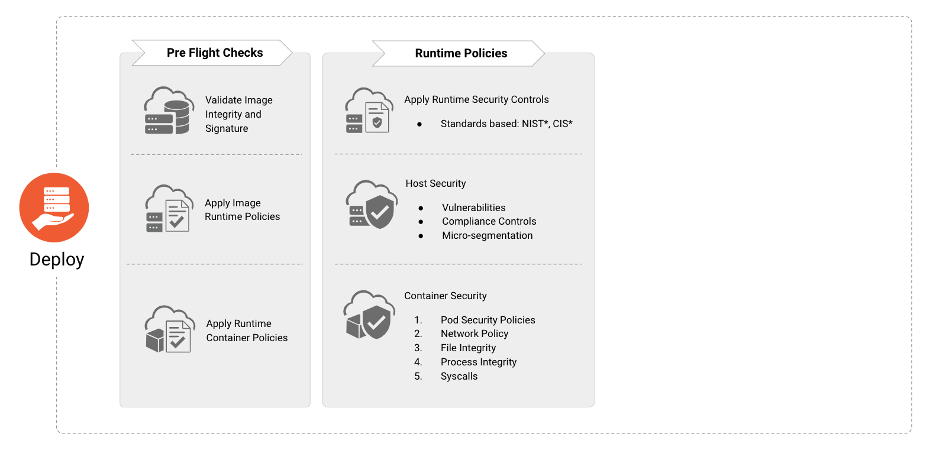 Pre Flight Checks
Validate Image
Integrity and
Signature
Apply Image
Runtime Policies
Apply Runtime
Container Policies
Runtime Policies
Apply Runtime Security Controls
● Standards based: NIST*, CIS*
Host Security
● Vulnerabilities
● Compliance Controls
● Micro-segmentation
Container Security
1. Pod Security Policies
2. Network Policy
3. File Integrity
4. Process Integrity
5. Syscalls
Deploy